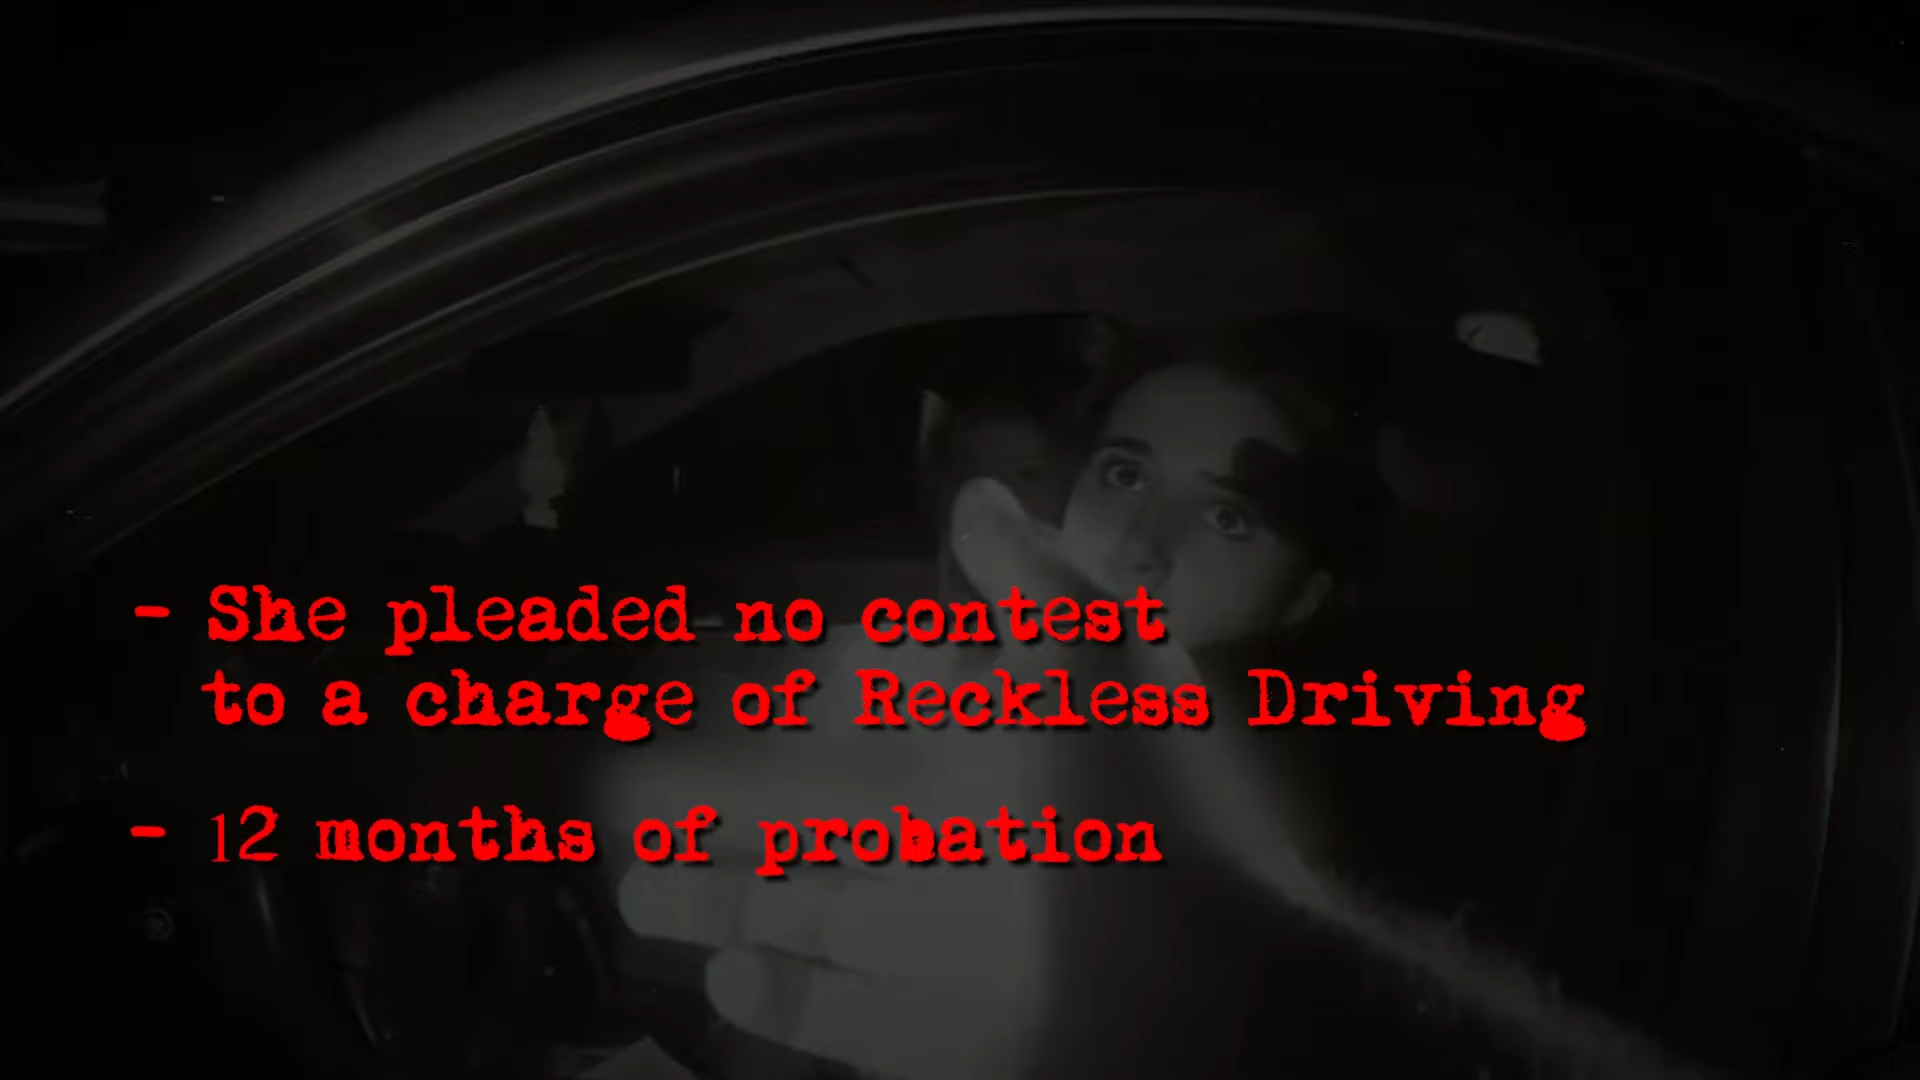 - She pleaded no contest
to a charge of Reckless Driving
- 12 months of probation